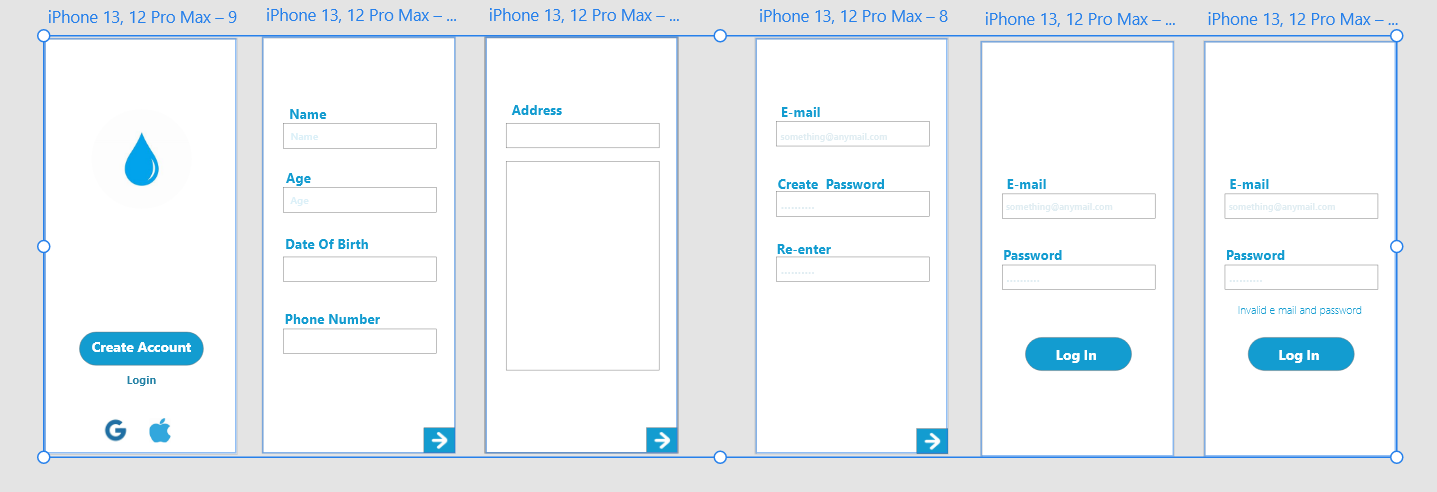 iPhone 13, 12 Pro Max – 9
iPhone 13, 12 Pro Max – ...
iPhone 13, 12 Pro Max – ...
iPhone 13, 12 Pro Max – 8
iPhone 13, 12 Pro Max – ...
iPhone 13, 12 Pro Max – ...
Create Account
Login
Name
Name
Age
Age
Date Of Birth
Phone Number
Address
E-mail
something@anymail.com
Create Password
..........
Re-enter
..........
E-mail
something@anymail.com
Password
..........
Log In
E-mail
something@anymail.com
Password
..........
Invalid e mail and password
Log In